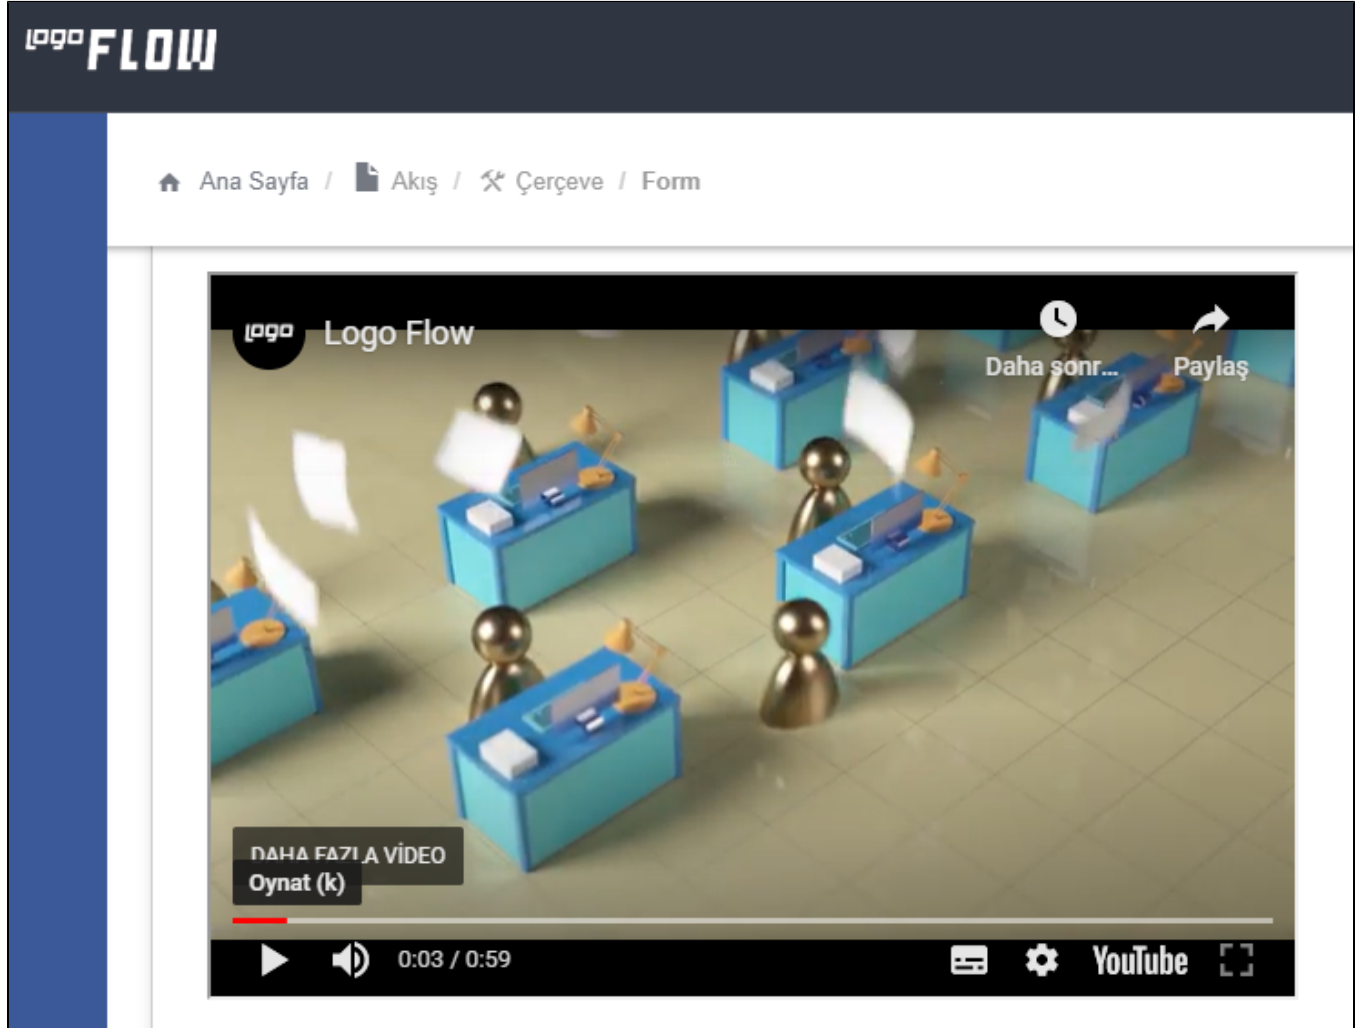 LOGO FLOW
Ana Sayfa / Akış / Çerçeve / Form
LOGO Logo Flow
Daha sonr... Paylaş
DAHA FAZLA VİDEO
Oynat (k)
0:03 / 0:59 YouTube